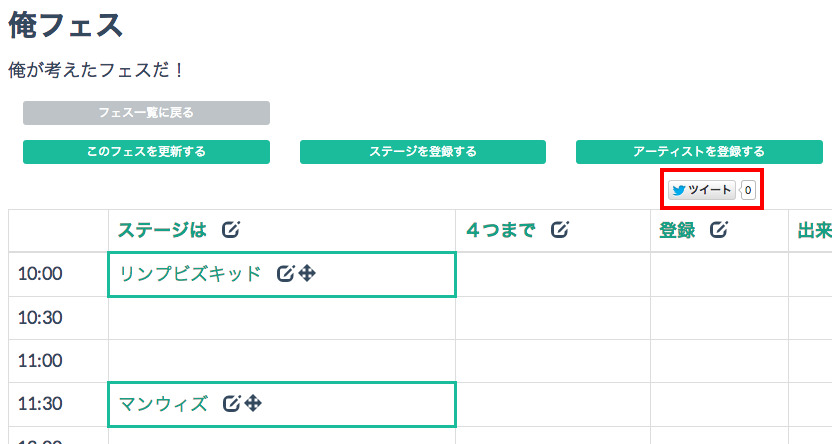 俺フェス
俺が考えたフェスだ！
フェス一覧に戻る
このフェスを更新する ステージを登録する アーティストを登録する
ツイート 0
ステージは ４つまで 登録 出来
10:00 リンプビズキッド
10:30
11:00
11:30 マンウィズ
12:00